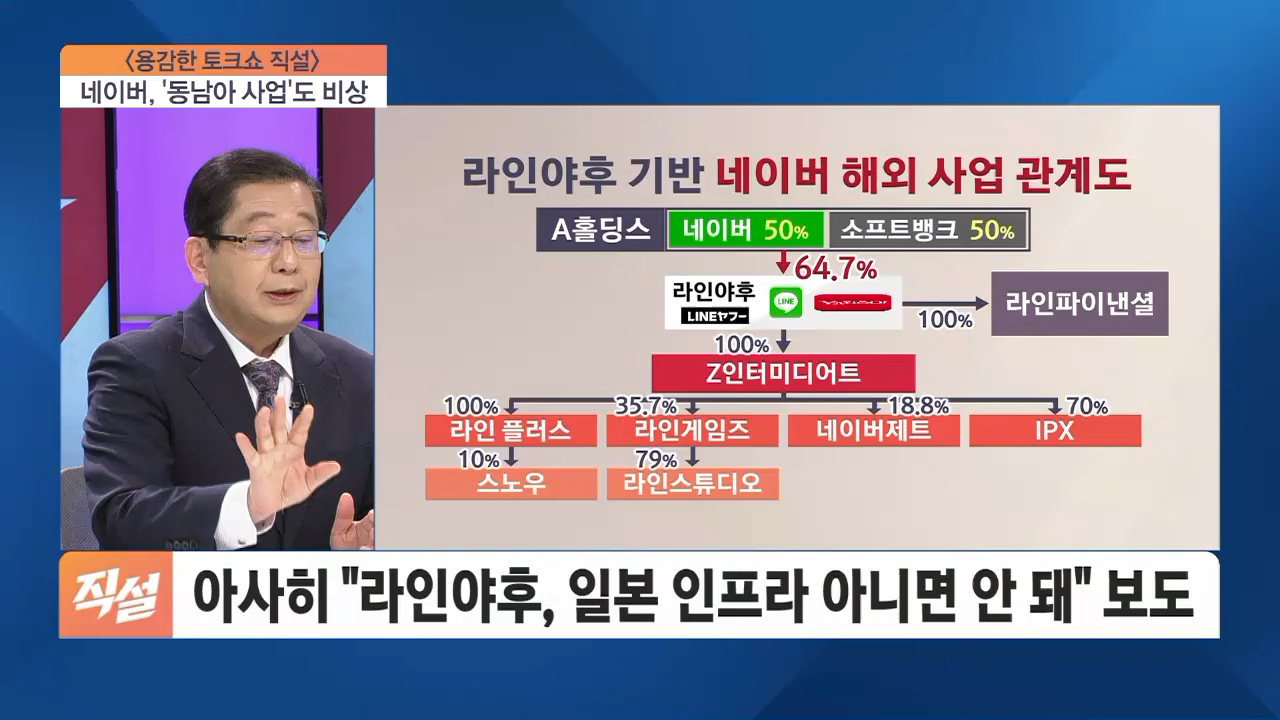 〈용감한 토크쇼 직설〉
네이버, '동남아 사업'도 비상
라인야후 기반 네이버 해외 사업 관계도
A홀딩스 네이버 50% 소프트뱅크 50%
64.7%
라인야후
LINEヤフー
LINE
YAHOO!
100%
라인파이낸셜
100%
Z인터미디어트
100% 35.7% 18.8% 70%
라인 플러스 라인게임즈 네이버제트 IPX
10% 79%
스노우 라인스튜디오
직설
아사히 "라인야후, 일본 인프라 아니면 안 돼" 보도